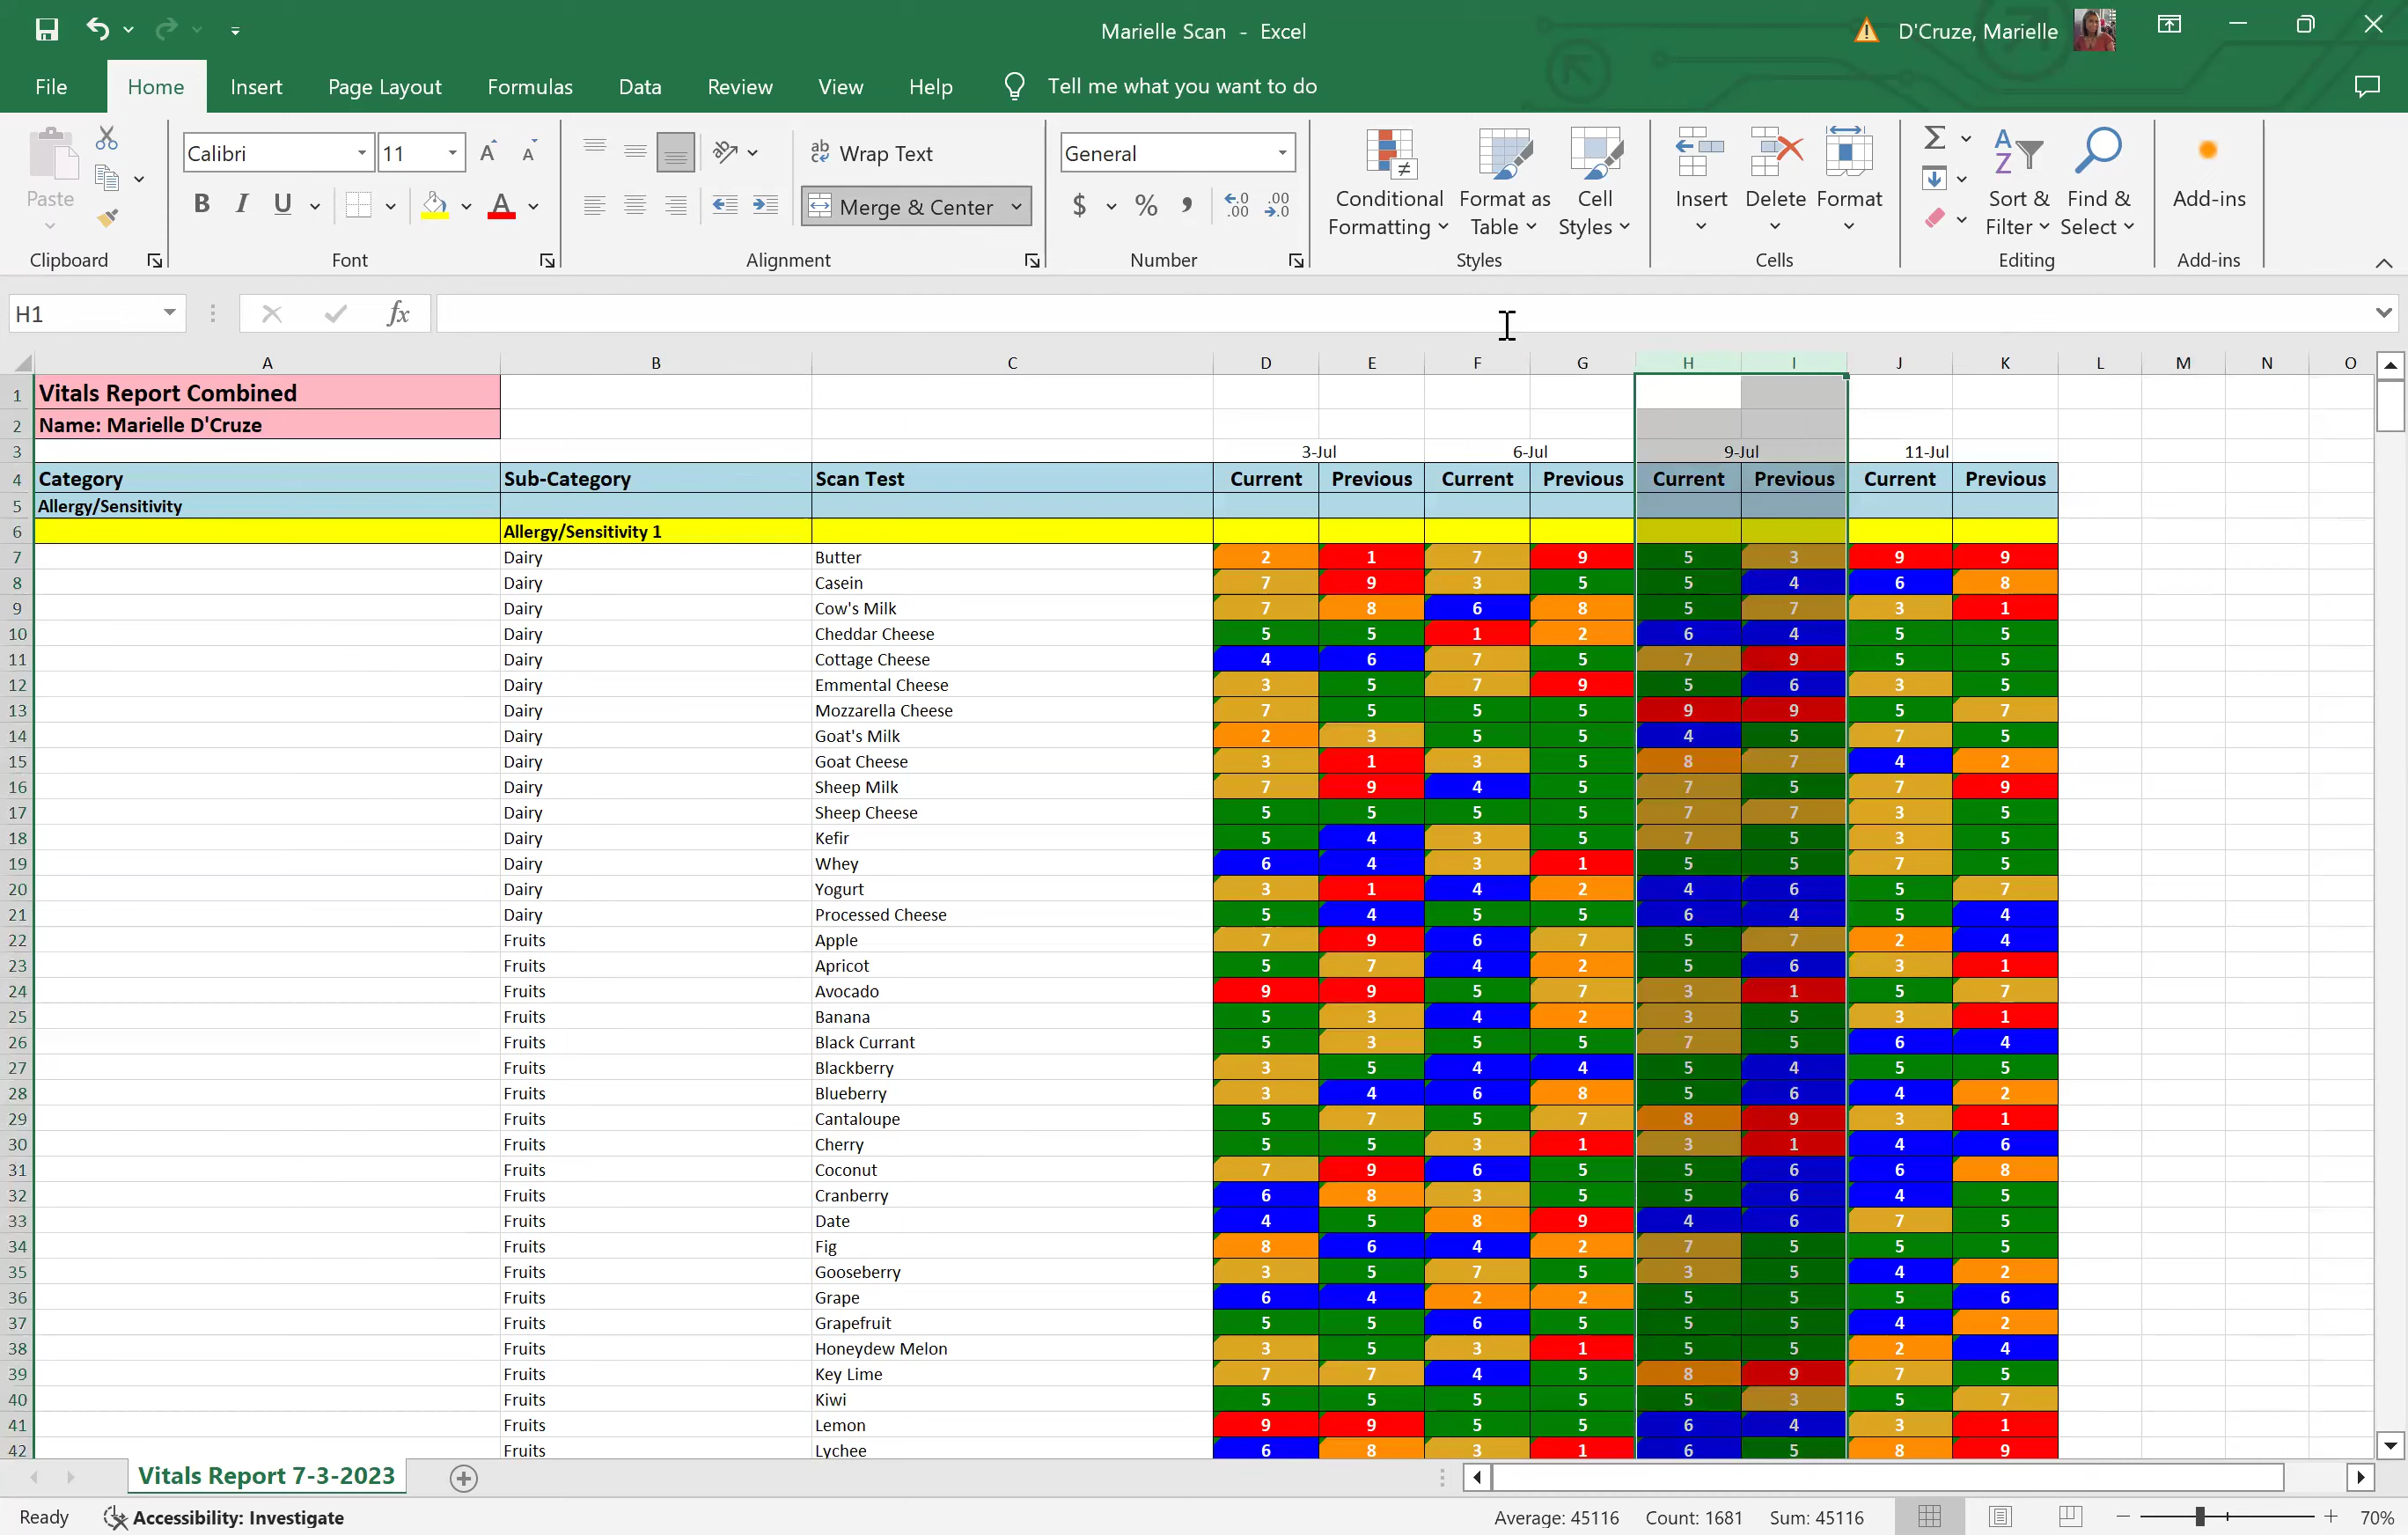 Marielle Scan - Excel
D'Cruze, Marielle
File Home Insert Page Layout Formulas Data Review View Help Tell me what you want to do
Calibri 11 Wrap Text General
Paste B I U Merge & Center $ % , Conditional Formatting Format as Table Cell Styles Insert Delete Format Sort & Filter Find & Select Add-ins
Clipboard Font Alignment Number Styles Cells Editing Add-ins
H1 fx
A B C D E F G H I J K L M N O
1 Vitals Report Combined
2 Name: Marielle D'Cruze
3 3-Jul 6-Jul 9-Jul 11-Jul
4 Category Sub-Category Scan Test Current Previous Current Previous Current Previous Current Previous
5 Allergy/Sensitivity
6 Allergy/Sensitivity 1
7 Dairy Butter 2 1 7 9 5 3 9 9
8 Dairy Casein 7 9 3 5 5 4 6 8
9 Dairy Cow's Milk 7 8 6 8 5 7 3 1
10 Dairy Cheddar Cheese 5 5 1 2 6 4 5 5
11 Dairy Cottage Cheese 4 6 7 5 7 9 5 5
12 Dairy Emmental Cheese 3 5 7 9 5 6 3 5
13 Dairy Mozzarella Cheese 7 5 5 5 9 9 5 7
14 Dairy Goat's Milk 2 3 5 5 4 5 7 5
15 Dairy Goat Cheese 3 1 3 5 8 7 4 2
16 Dairy Sheep Milk 7 9 4 5 7 5 7 9
17 Dairy Sheep Cheese 5 5 5 5 7 7 3 5
18 Dairy Kefir 5 4 3 5 7 5 3 5
19 Dairy Whey 6 4 3 1 5 5 7 5
20 Dairy Yogurt 3 1 4 2 4 6 5 7
21 Dairy Processed Cheese 5 4 5 5 6 4 5 4
22 Fruits Apple 7 9 6 7 5 7 2 4
23 Fruits Apricot 5 7 4 2 5 6 3 1
24 Fruits Avocado 9 9 5 7 3 1 5 7
25 Fruits Banana 5 3 4 2 3 5 3 1
26 Fruits Black Currant 5 3 5 5 7 5 6 4
27 Fruits Blackberry 3 5 4 4 5 4 5 5
28 Fruits Blueberry 3 4 6 8 5 6 4 2
29 Fruits Cantaloupe 5 7 5 7 8 9 3 1
30 Fruits Cherry 5 5 3 1 3 1 4 6
31 Fruits Coconut 7 9 6 5 5 6 6 8
32 Fruits Cranberry 6 8 3 5 5 6 4 5
33 Fruits Date 4 5 8 9 4 6 7 5
34 Fruits Fig 8 6 4 2 7 5 5 5
35 Fruits Gooseberry 3 5 7 5 3 5 4 2
36 Fruits Grape 6 4 2 2 5 5 5 6
37 Fruits Grapefruit 5 5 6 5 5 5 4 2
38 Fruits Honeydew Melon 3 5 3 1 5 5 2 4
39 Fruits Key Lime 7 7 4 5 8 9 7 5
40 Fruits Kiwi 5 5 5 5 5 3 5 7
41 Fruits Lemon 9 9 5 5 6 4 3 1
42 Fruits Lychee 6 8 3 1 6 5 8 9
Vitals Report 7-3-2023
Ready Accessibility: Investigate Average: 45116 Count: 1681 Sum: 45116 70%